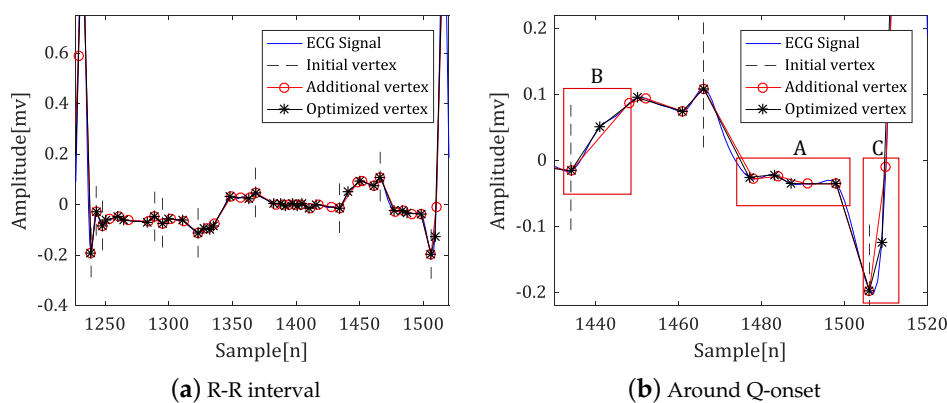 0.6
0.4
0.2
0
-0.2
-0.4
Amplitude[mv]
ECG Signal
Initial vertex
Additional vertex
Optimized vertex
1250 1300 1350 1400 1450 1500
Sample[n]
(a) R-R interval
0.2
0.1
0
-0.1
-0.2
Amplitude[mv]
ECG Signal
Initial vertex
Additional vertex
Optimized vertex
B
A
C
1440 1460 1480 1500 1520
Sample[n]
(b) Around Q-onset